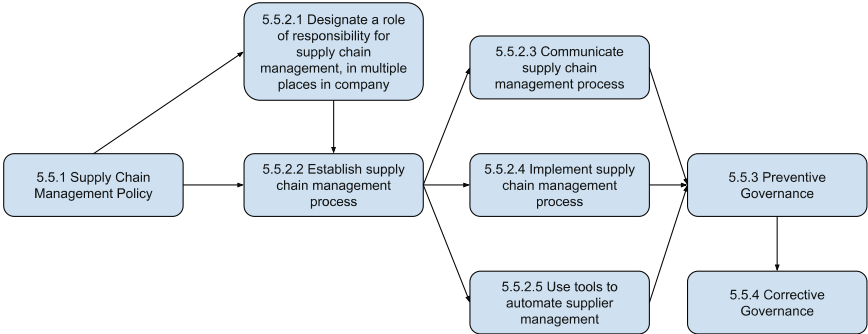 5.5.2.1 Designate a role
of responsibility for
supply chain
management, in multiple
places in company
5.5.2.3 Communicate
supply chain
management process
5.5.1 Supply Chain
Management Policy
5.5.2.2 Establish supply
chain management
process
5.5.2.4 Implement supply
chain management
process
5.5.3 Preventive
Governance
5.5.2.5 Use tools to
automate supplier
management
5.5.4 Corrective
Governance